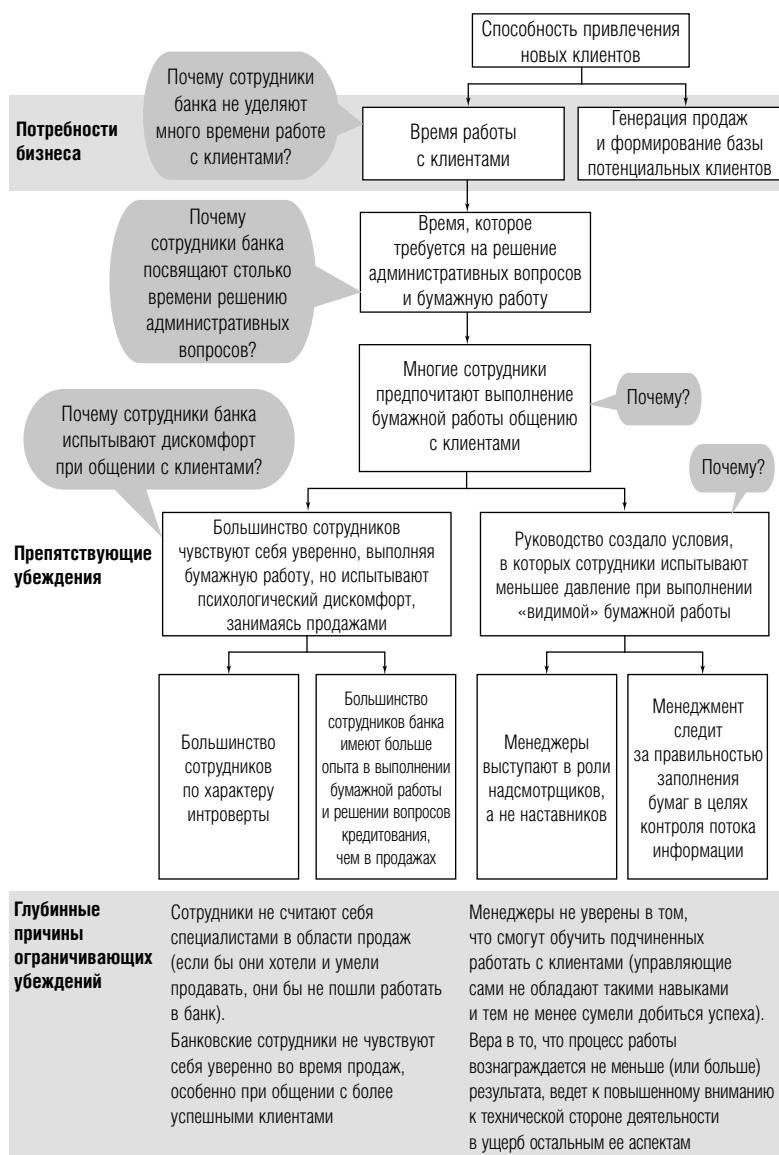 Способность привлечения
новых клиентов
Почему сотрудники
банка не уделяют
много времени работе
с клиентами?
Потребности
бизнеса
Время работы
с клиентами
Генерация продаж
и формирование базы
потенциальных клиентов
Почему
сотрудники банка
посвящают столько
времени решению
административных
вопросов?
Время, которое
требуется на решение
административных вопросов
и бумажную работу
Многие сотрудники
предпочитают выполнение
бумажной работы общению
с клиентами
Почему?
Почему сотрудники банка
испытывают дискомфорт
при общении с клиентами?
Почему?
Препятствующие
убеждения
Большинство сотрудников
чувствуют себя уверенно, выполняя
бумажную работу, но испытывают
психологический дискомфорт,
занимаясь продажами
Руководство создало условия,
в которых сотрудники испытывают
меньшее давление при выполнении
«видимой» бумажной работы
Большинство
сотрудников
по характеру
интроверты
Большинство
сотрудников банка
имеют больше
опыта в выполнении
бумажной работы
и решении вопросов
кредитования,
чем в продажах
Менеджеры
выступают в роли
надсмотрщиков,
а не наставников
Менеджмент
следит
за правильностью
заполнения
бумаг в целях
контроля потока
информации
Глубинные
причины
ограничивающих
убеждений
Сотрудники не считают себя
специалистами в области продаж
(если бы они хотели и умели
продавать, они бы не пошли работать
в банк).
Банковские сотрудники не чувствуют
себя уверенно во время продаж,
особенно при общении с более
успешными клиентами
Менеджеры не уверены в том,
что смогут обучить подчиненных
работать с клиентами (управляющие
сами не обладают такими навыками
и тем не менее сумели добиться успеха).
Вера в то, что процесс работы
вознаграждается не меньше (или больше)
результата, ведет к повышенному вниманию
к технической стороне деятельности
в ущерб остальным ее аспектам